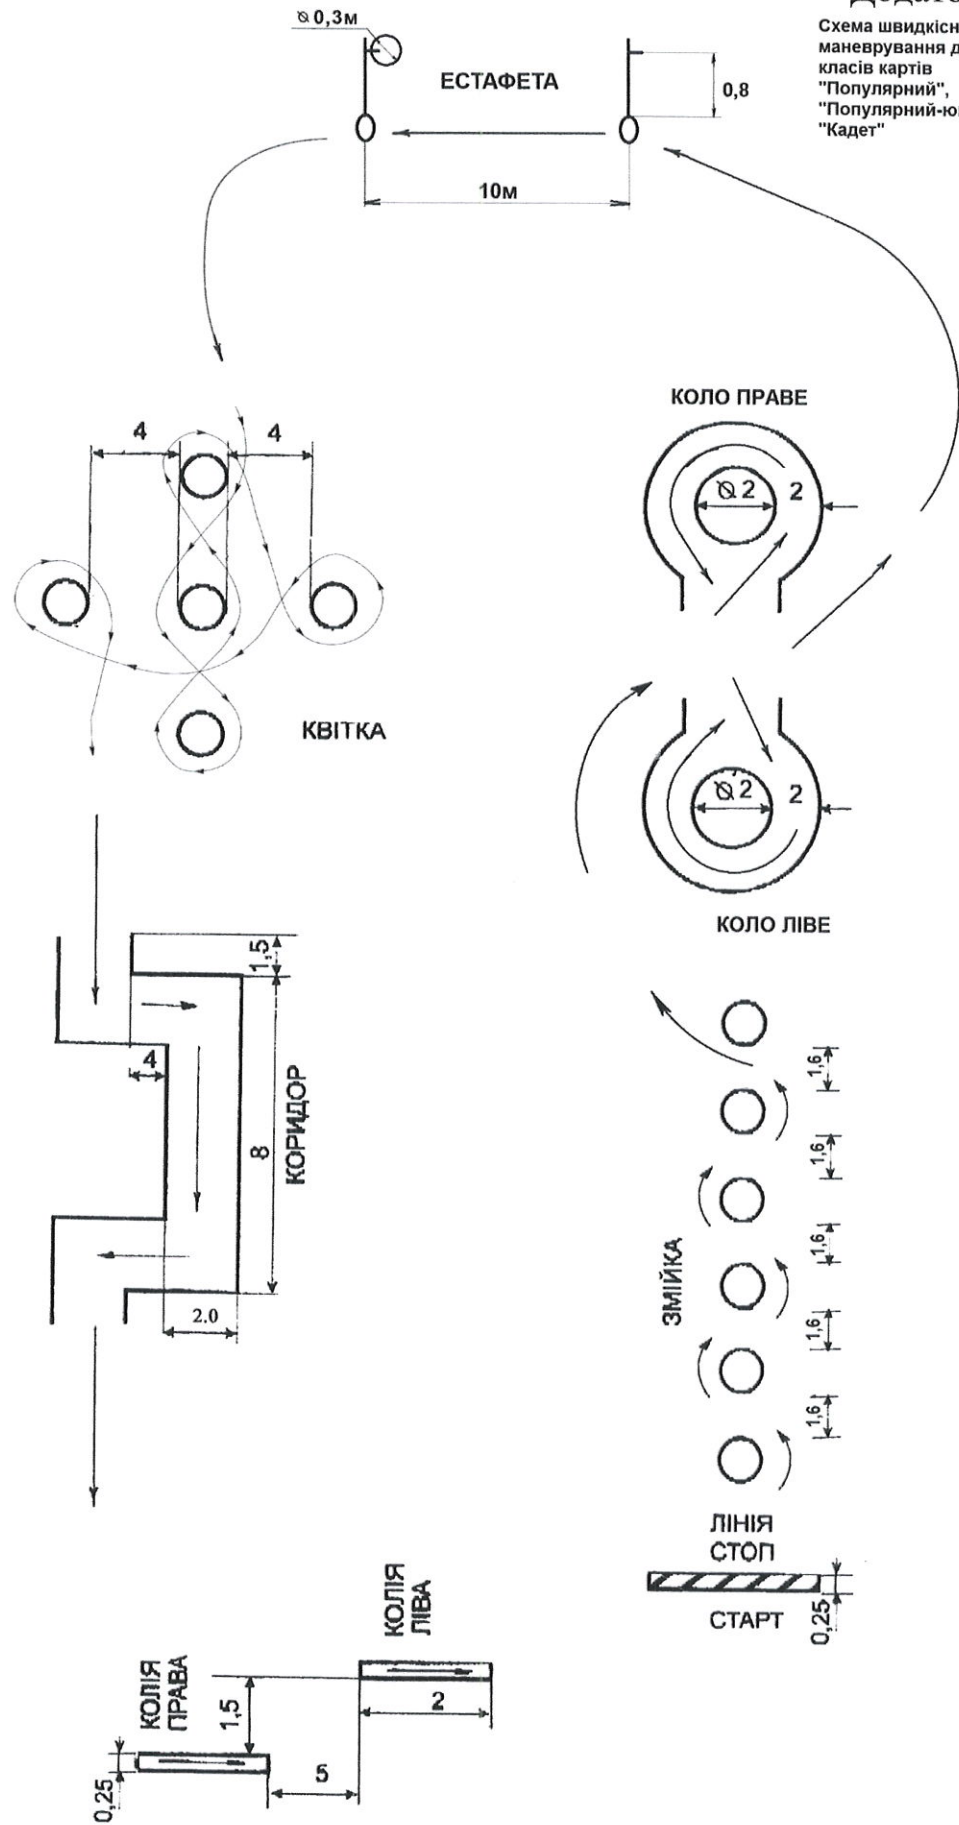 Схема швидкісн
маневрування д
класів картів
"Популярний",
"Популярний-ю
"Кадет"
⌀ 0,3м
ЕСТАФЕТА
0,8
10м
КОЛО ПРАВЕ
4
4
⌀ 2
2
КВІТКА
⌀ 2
2
КОЛО ЛІВЕ
1,5
4
8
КОРИДОР
2.0
1,6
1,6
1,6
1,6
1,6
ЗМІЙКА
ЛІНІЯ
СТОП
СТАРТ
0,25
КОЛІЯ
ЛІВА
КОЛІЯ
ПРАВА
1,5
2
0,25
5